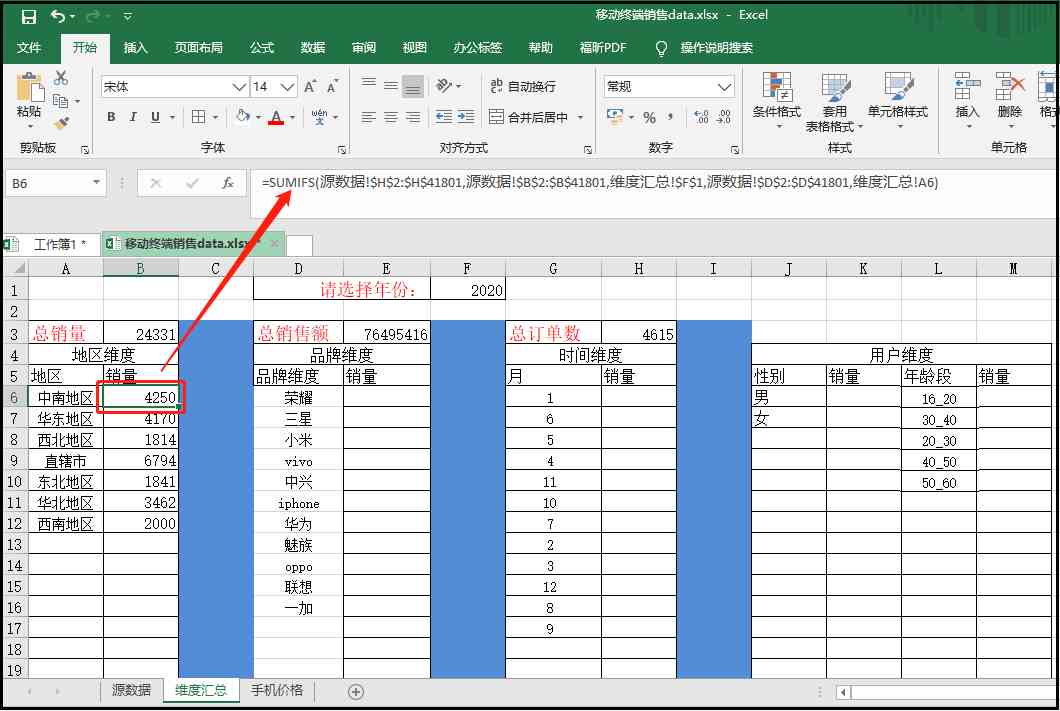 移动终端销售data.xlsx - Excel
文件 开始 插入 页面布局 公式 数据 审阅 视图 办公标签 帮助 福昕PDF 操作说明搜索
宋体 14 A A ab 自动换行 常规
粘贴 B I U A wén 文 合并后居中 % , 条件格式 套用 表格格式 单元格样式 插入 删除 格式
剪贴板 字体 对齐方式 数字 样式 单元格
B6 fx =SUMIFS(源数据!$H$2:$H$41801,源数据!$B$2:$B$41801,维度汇总!$F$1,源数据!$D$2:$D$41801,维度汇总!A6)
工作簿1 * 移动终端销售data.xlsx *
A B C D E F G H I J K L M
1 请选择年份: 2020
2
3 总销量 24331 总销售额 76495416 总订单数 4615
4 地区维度 品牌维度 时间维度 用户维度
5 地区 销量 品牌维度 销量 月 销量 性别 销量 年龄段 销量
6 中南地区 4250 荣耀 1 男 16_20
7 华东地区 4170 三星 6 女 30_40
8 西北地区 1814 小米 5 20_30
9 直辖市 6794 vivo 4 40_50
10 东北地区 1841 中兴 11 50_60
11 华北地区 3462 iphone 10
12 西南地区 2000 华为 7
13 魅族 2
14 oppo 3
15 联想 12
16 一加 8
17 9
18
19
源数据 维度汇总 手机价格